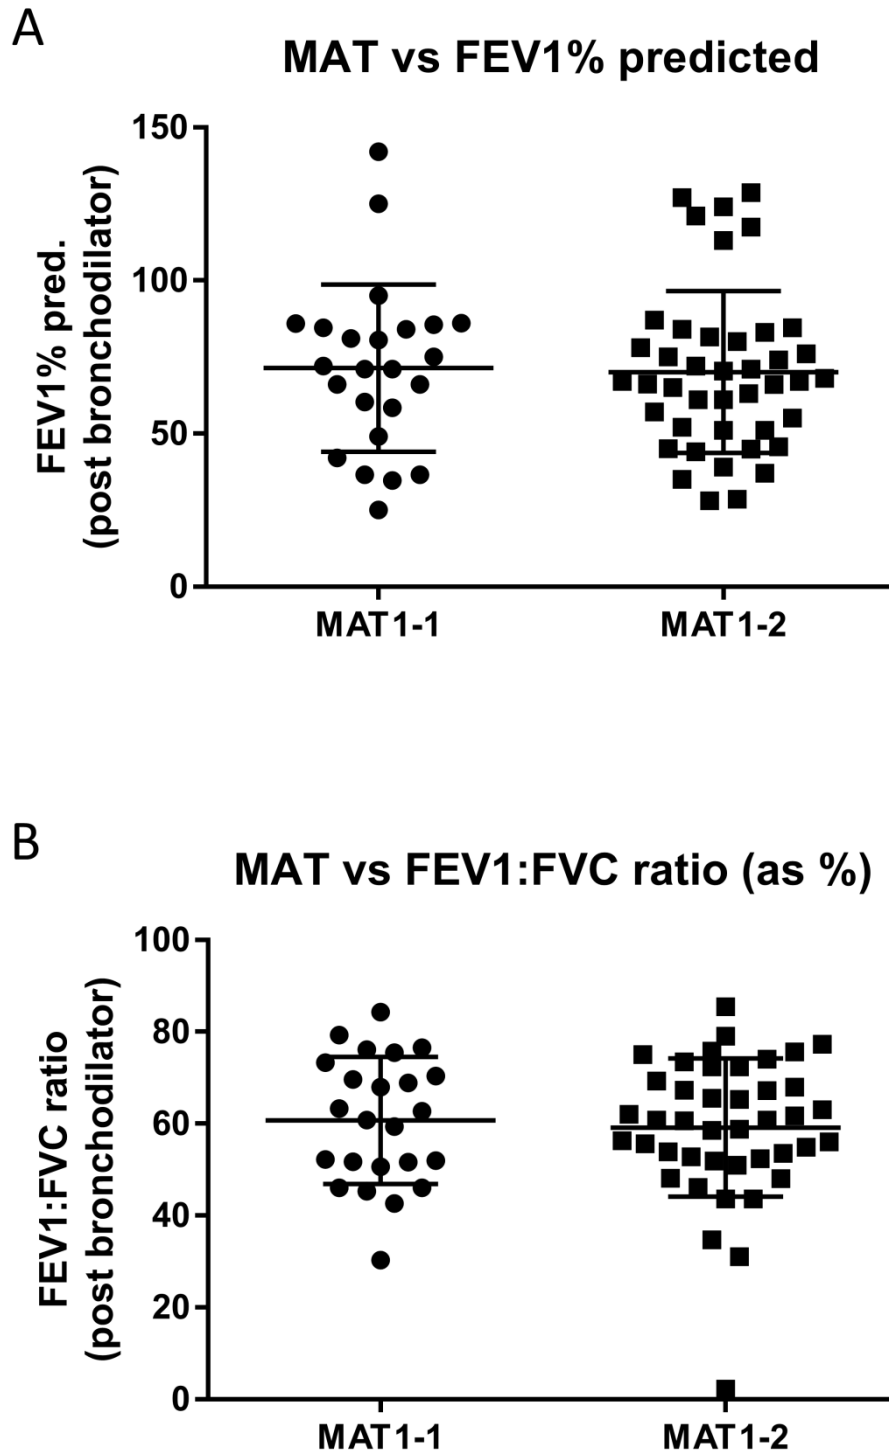 A
MAT vs FEV1% predicted
FEV1% pred.
(post bronchodilator)
150
100
50
0
MAT1-1
MAT1-2
B
MAT vs FEV1:FVC ratio (as %)
FEV1:FVC ratio
(post bronchodilator)
100
80
60
40
20
0
MAT1-1
MAT1-2